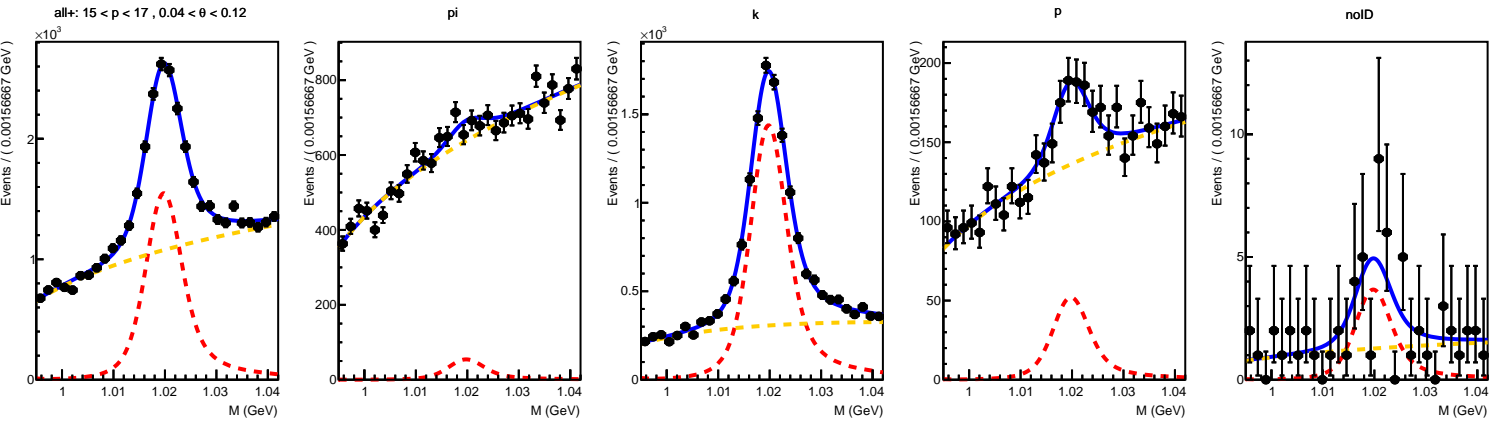 all+: 15 < p < 17 , 0.04 < θ < 0.12
×10³
Events / ( 0.00156667 GeV )
2
1
0
1 1.01 1.02 1.03 1.04
M (GeV)
pi
Events / ( 0.00156667 GeV )
800
600
400
200
0
1 1.01 1.02 1.03 1.04
M (GeV)
k
×10³
Events / ( 0.00156667 GeV )
1.5
1
0.5
0
1 1.01 1.02 1.03 1.04
M (GeV)
p
Events / ( 0.00156667 GeV )
200
150
100
50
0
1 1.01 1.02 1.03 1.04
M (GeV)
noID
Events / ( 0.00156667 GeV )
10
5
0
1 1.01 1.02 1.03 1.04
M (GeV)